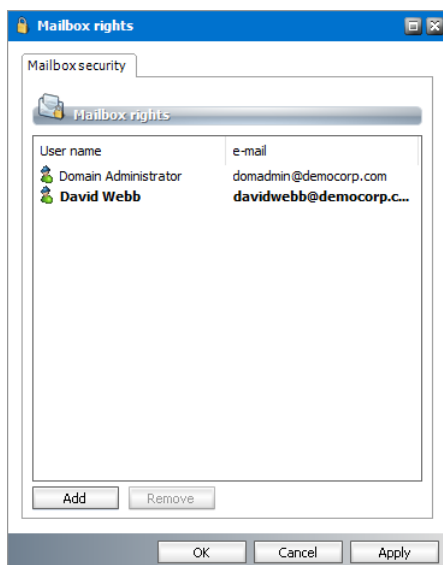 Mailbox rights
Mailbox security
Mailbox rights
User name e-mail
Domain Administrator domadmin@democorp.com
David Webb davidwebb@democorp.c...
Add Remove
OK Cancel Apply